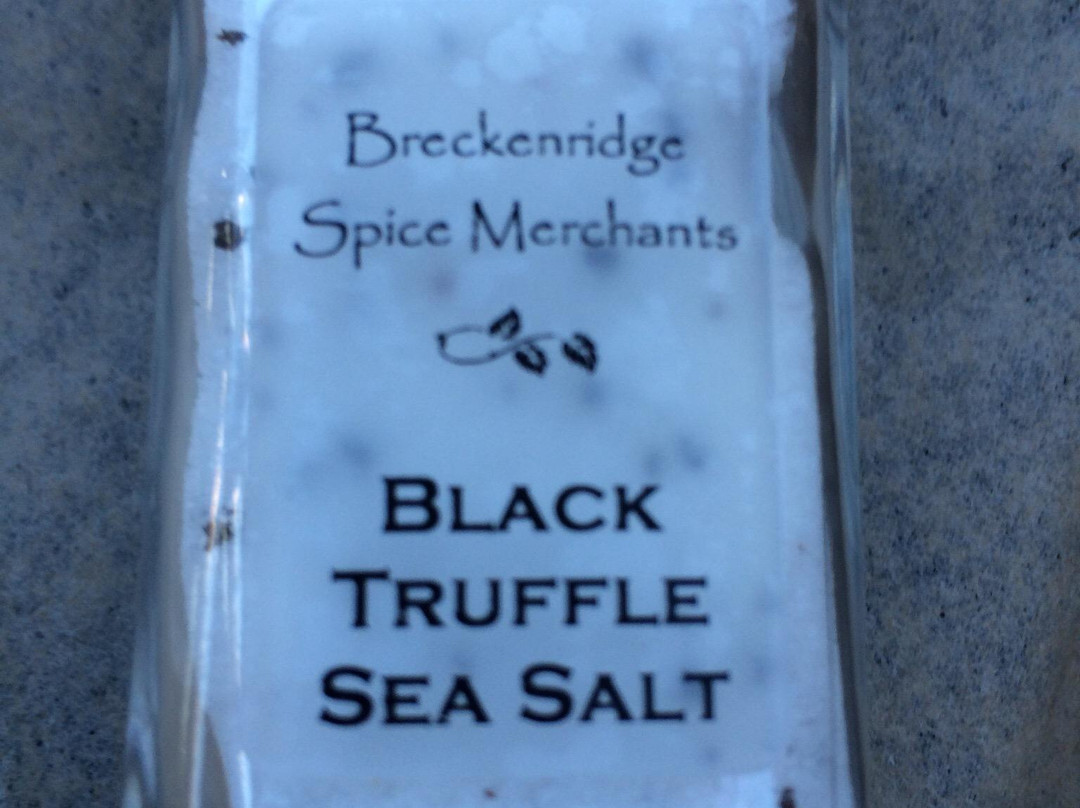 Breckenridge
Spice Merchants
BLACK
TRUFFLE
SEA SALT